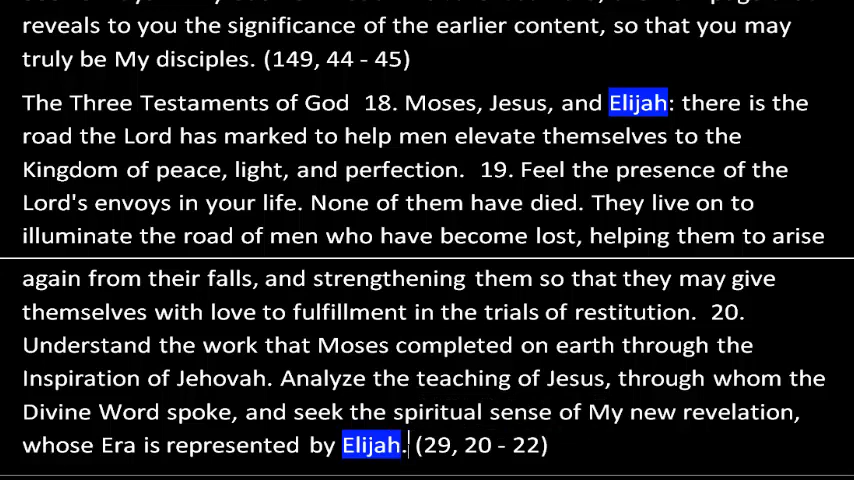 reveals to you the significance of the earlier content, so that you may
truly be My disciples. (149, 44 - 45)
The Three Testaments of God  18. Moses, Jesus, and Elijah: there is the
road the Lord has marked to help men elevate themselves to the
Kingdom of peace, light, and perfection.  19. Feel the presence of the
Lord's envoys in your life. None of them have died. They live on to
illuminate the road of men who have become lost, helping them to arise
again from their falls, and strengthening them so that they may give
themselves with love to fulfillment in the trials of restitution.  20.
Understand the work that Moses completed on earth through the
Inspiration of Jehovah. Analyze the teaching of Jesus, through whom the
Divine Word spoke, and seek the spiritual sense of My new revelation,
whose Era is represented by Elijah. (29, 20 - 22)